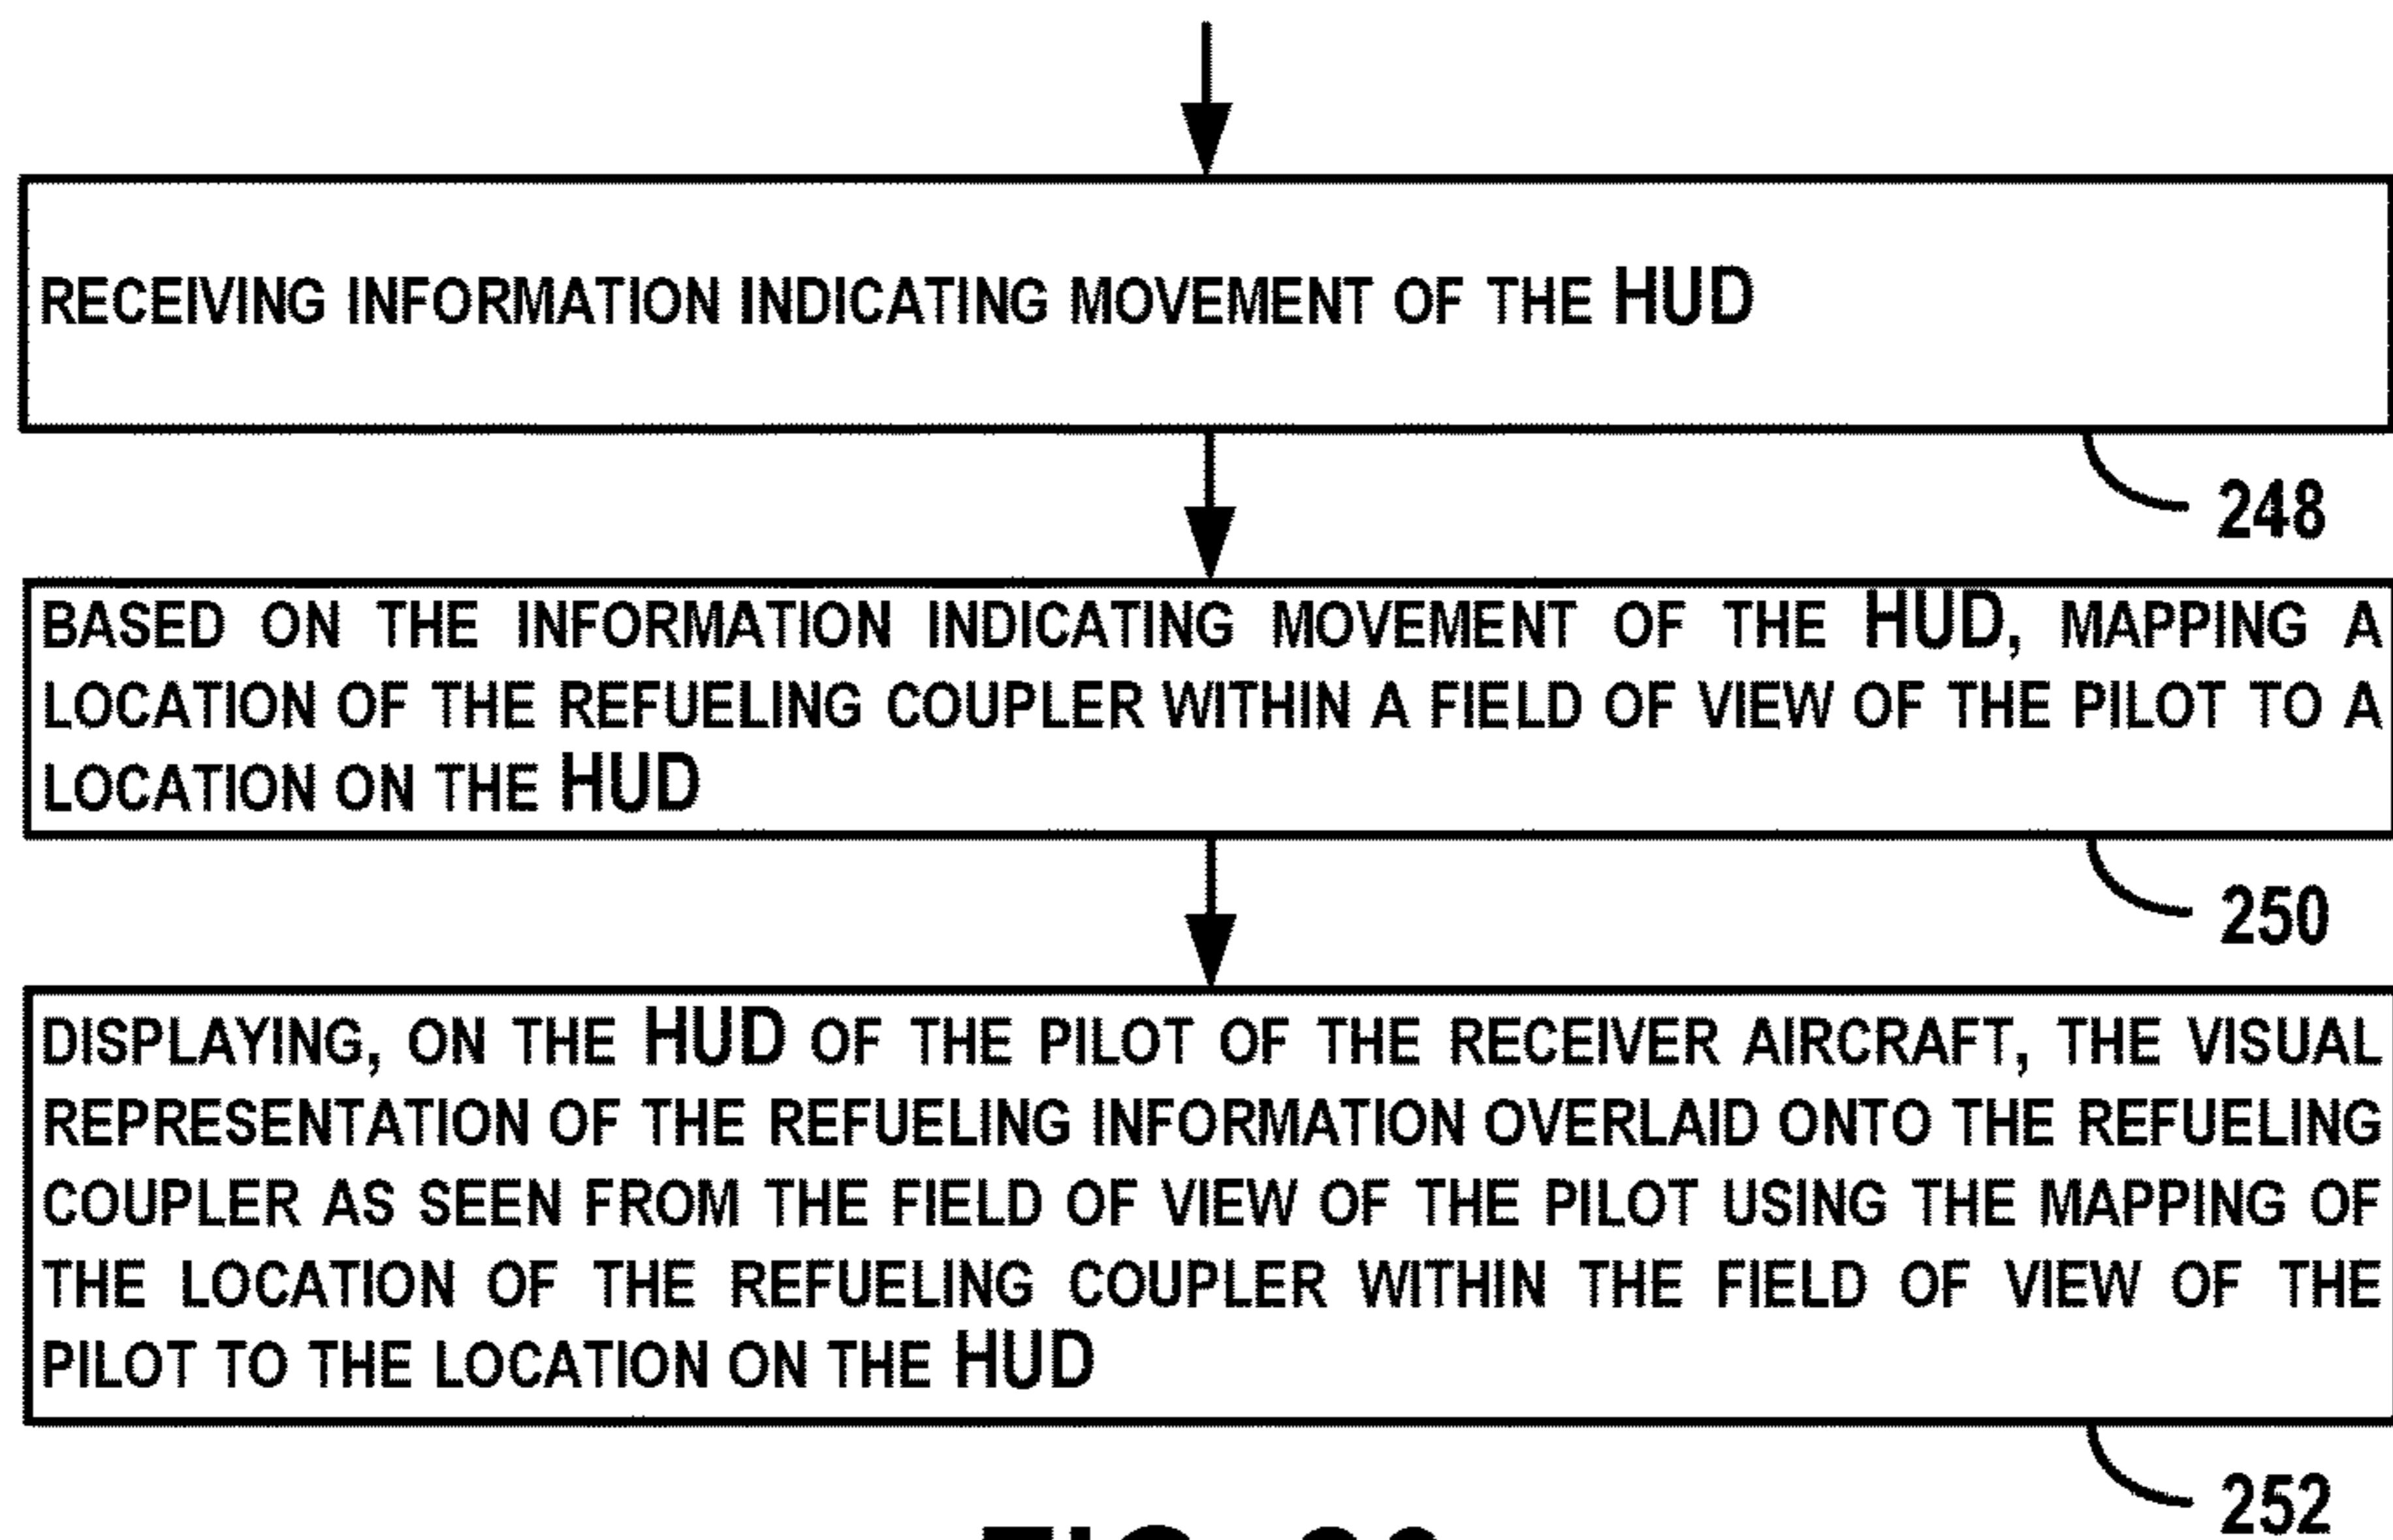 RECEIVING INFORMATION INDICATING MOVEMENT OF THE HUD
248
BASED ON THE INFORMATION INDICATING MOVEMENT OF THE HUD, MAPPING A
LOCATION OF THE REFUELING COUPLER WITHIN A FIELD OF VIEW OF THE PILOT TO A
LOCATION ON THE HUD
250
DISPLAYING, ON THE HUD OF THE PILOT OF THE RECEIVER AIRCRAFT, THE VISUAL
REPRESENTATION OF THE REFUELING INFORMATION OVERLAID ONTO THE REFUELING
COUPLER AS SEEN FROM THE FIELD OF VIEW OF THE PILOT USING THE MAPPING OF
THE LOCATION OF THE REFUELING COUPLER WITHIN THE FIELD OF VIEW OF THE
PILOT TO THE LOCATION ON THE HUD
252